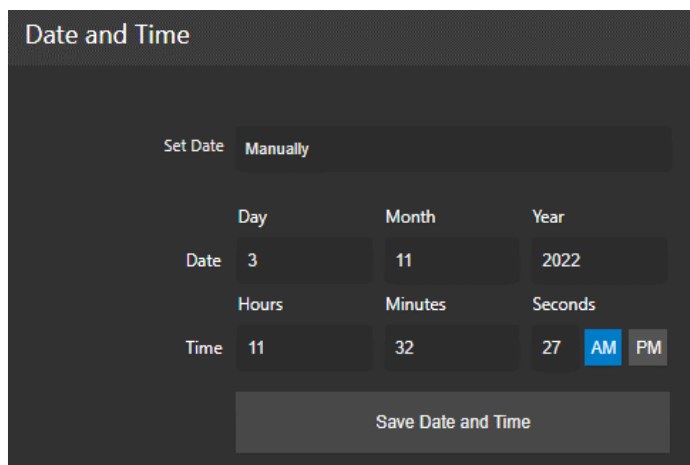 Date and Time
Set Date Manually
Day Month Year
Date 3 11 2022
Hours Minutes Seconds
Time 11 32 27 AM PM
Save Date and Time